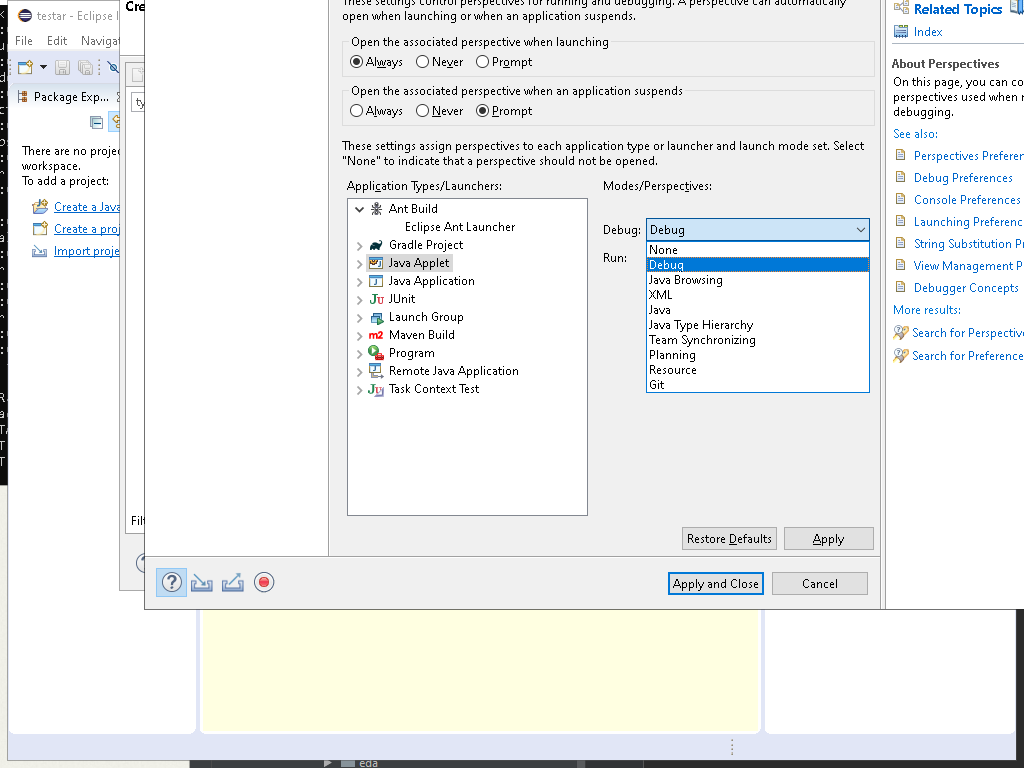 testar - Eclipse I
Cre
File Edit Naviga
Package Exp...
There are no proje
workspace.
To add a project:
Create a Java
Create a proj
Import proje
ty
Filt
These settings control perspectives for running and debugging. A perspective can automatically
open when launching or when an application suspends.
Open the associated perspective when launching
Always Never Prompt
Open the associated perspective when an application suspends
Always Never Prompt
These settings assign perspectives to each application type or launcher and launch mode set. Select
"None" to indicate that a perspective should not be opened.
Application Types/Launchers:
Ant Build
Eclipse Ant Launcher
Gradle Project
Java Applet
Java Application
JUnit
Launch Group
m2 Maven Build
Program
Remote Java Application
Task Context Test
Modes/Perspectives:
Debug: Debug
Run:
None
Debug
Java Browsing
XML
Java
Java Type Hierarchy
Team Synchronizing
Planning
Resource
Git
Restore Defaults Apply
Apply and Close Cancel
Related Topics
Index
About Perspectives
On this page, you can co
perspectives used when r
debugging.
See also:
Perspectives Preferen
Debug Preferences
Console Preferences
Launching Preferenc
String Substitution Pr
View Management P
Debugger Concepts
More results:
Search for Perspective
Search for Preference
eda